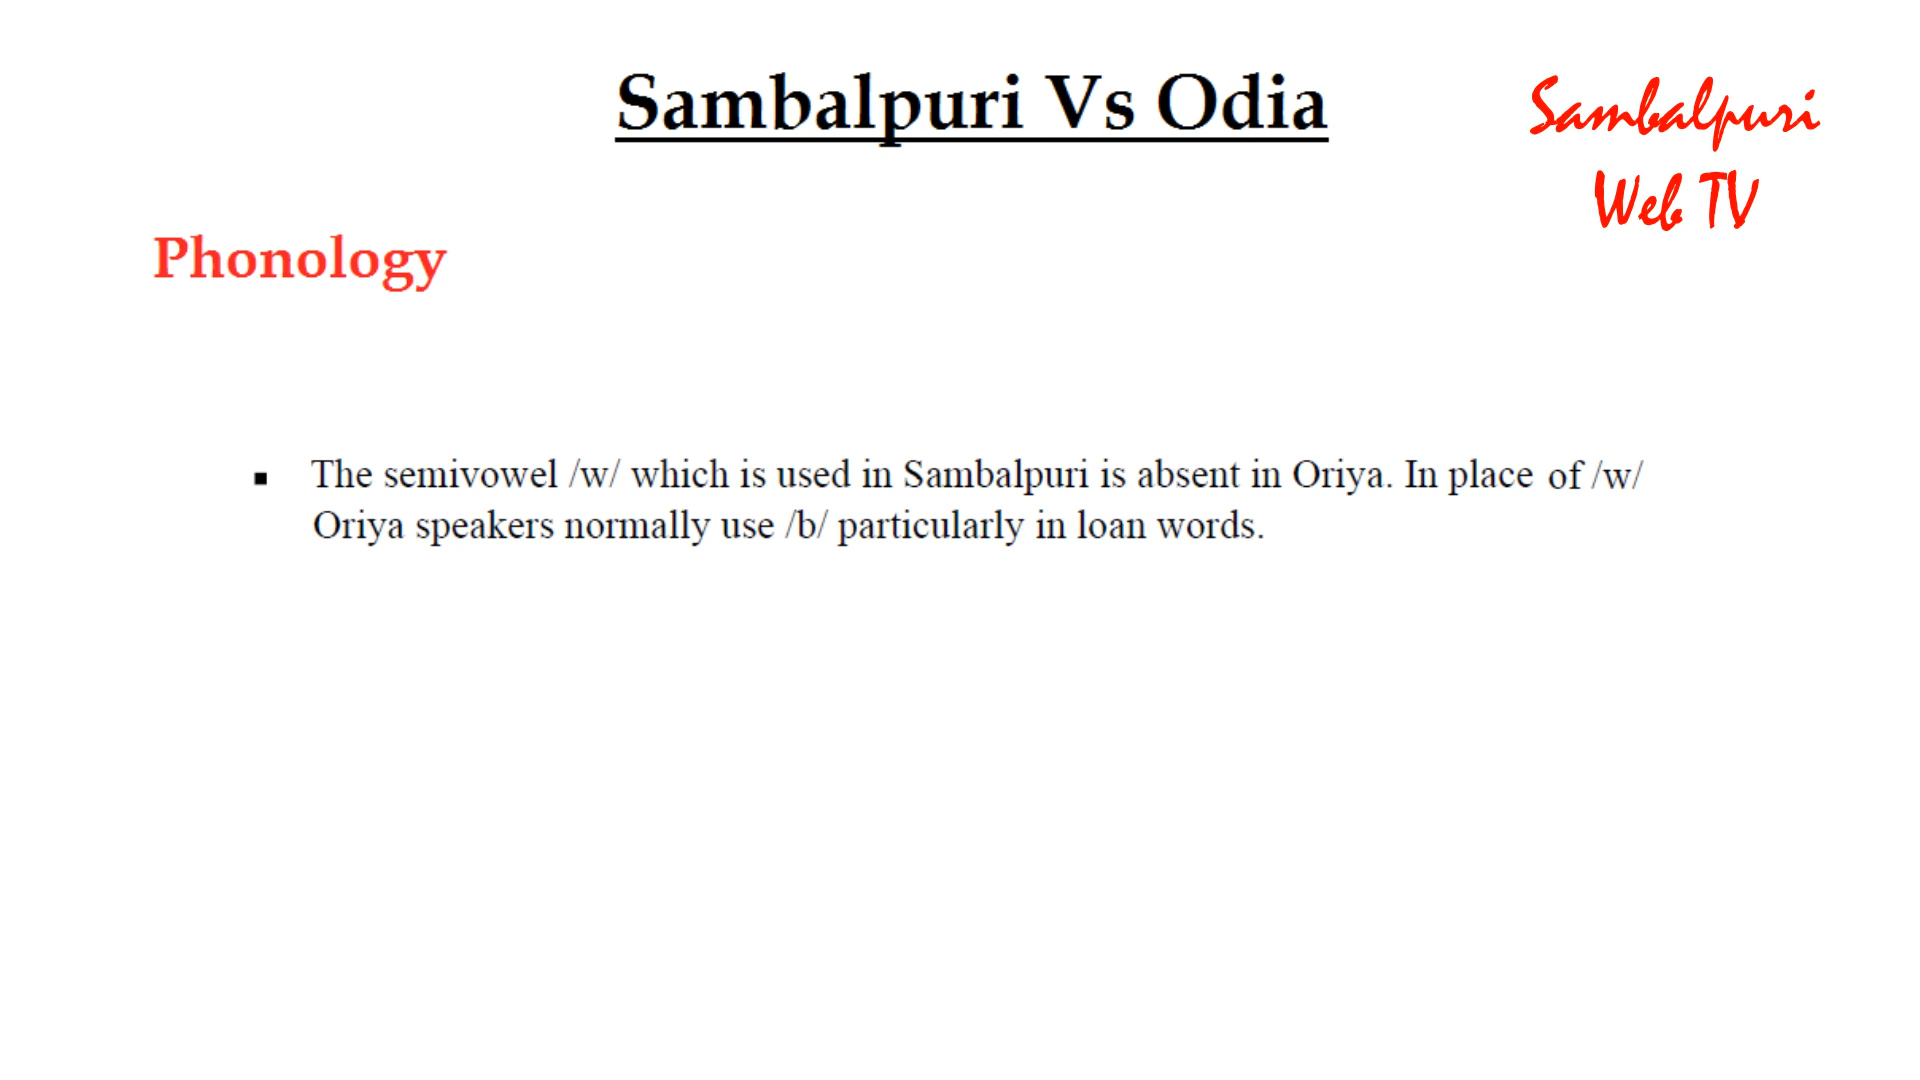 Sambalpuri Vs Odia
Sambalpuri
Web TV
Phonology
▪ The semivowel /w/ which is used in Sambalpuri is absent in Oriya. In place of /w/
Oriya speakers normally use /b/ particularly in loan words.